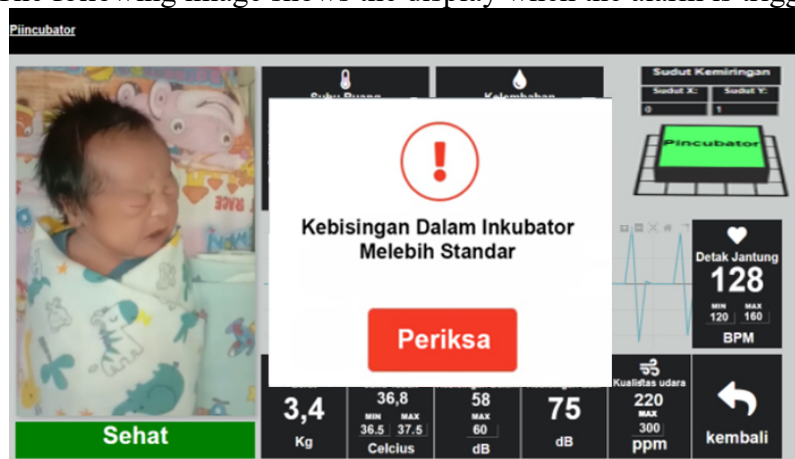 The following image shows the display when the alarm is trigg
Piincubator
Suhu Ruang
Kelembaban
Sudut Kemiringan
Sudut X: Sudut Y:
0 1
Pincubator
Kebisingan Dalam Inkubator
Melebih Standar
Periksa
Detak Jantung
128
MIN MAX
120 160
BPM
Sehat
3,4
Kg
36,8
MIN MAX
36.5 37.5
Celcius
58
MAX
60
dB
75
dB
Kualistas udara
220
MAX
300
ppm
kembali